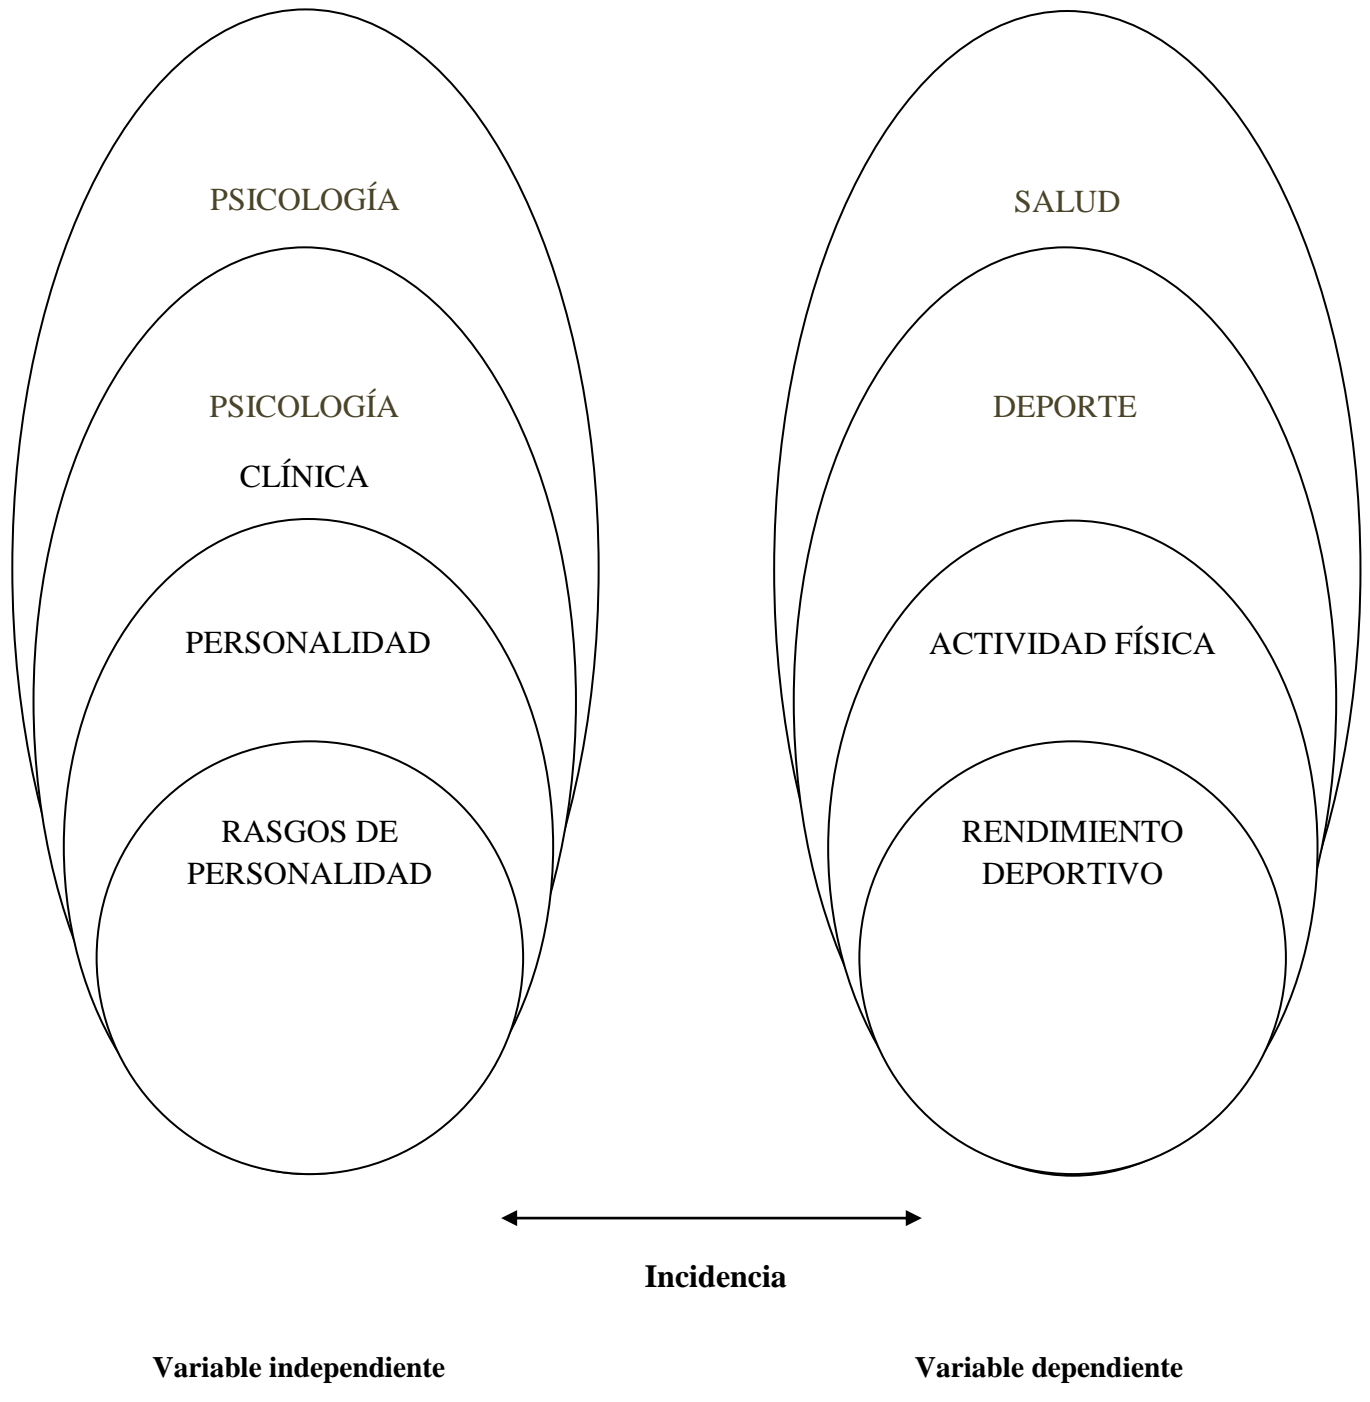 PSICOLOGÍA
PSICOLOGÍA
CLÍNICA
PERSONALIDAD
RASGOS DE
PERSONALIDAD
SALUD
DEPORTE
ACTIVIDAD FÍSICA
RENDIMIENTO
DEPORTIVO
Incidencia
Variable independiente
Variable dependiente